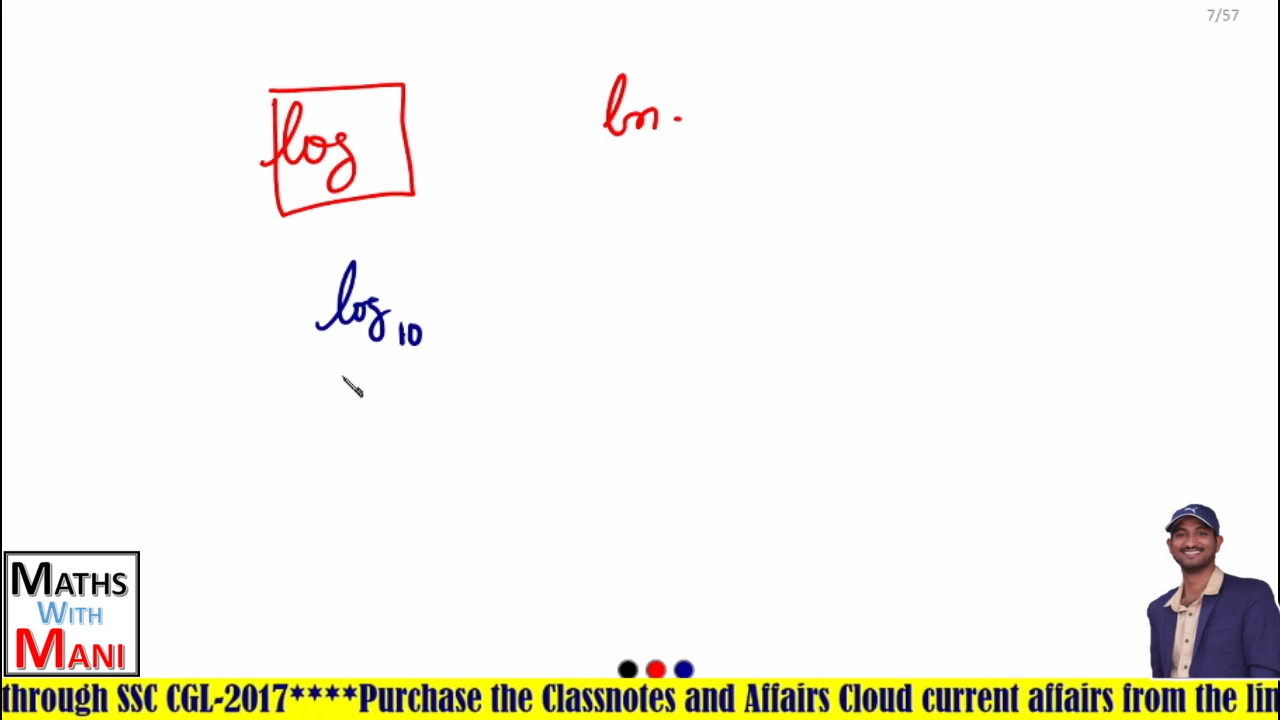 7/57
log
ln.
log10
MATHS
WITH
MANI
through SSC CGL-2017****Purchase the Classnotes and Affairs Cloud current affairs from the lin